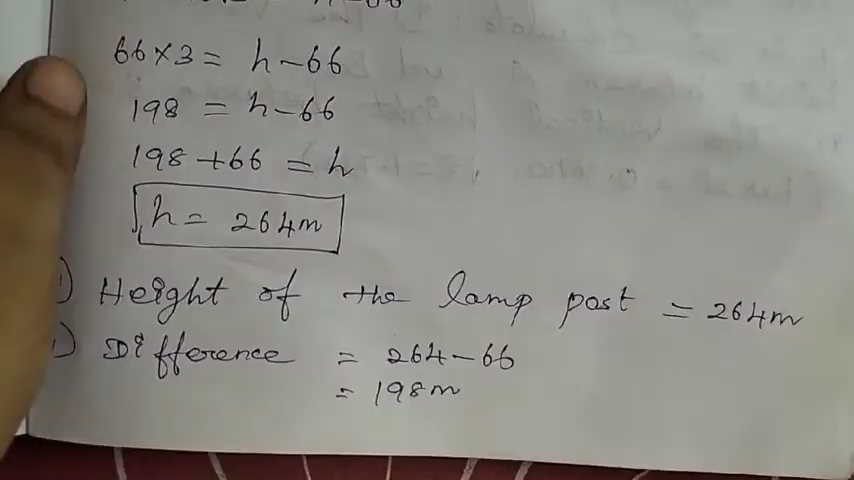 66×3 = h-66
198 = h-66
198+66 = h
h = 264m
) Height of the lamp post = 264m
) Difference = 264-66
= 198m